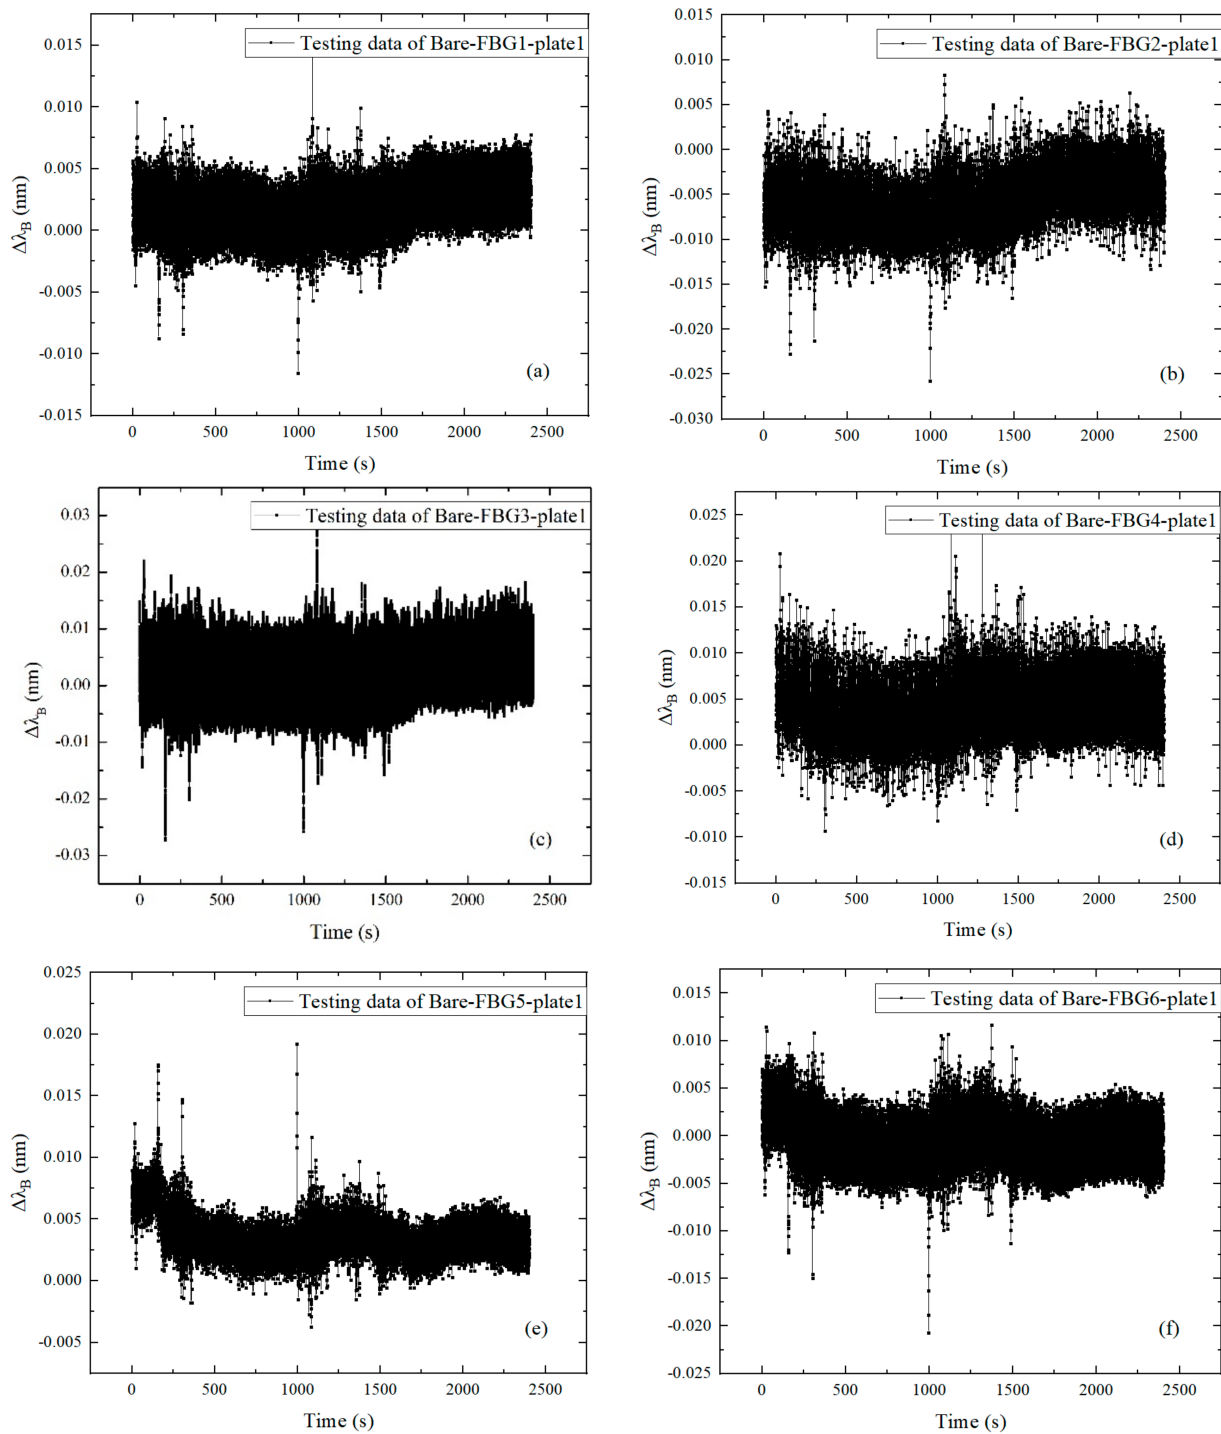 Testing data of Bare-FBG1-plate1
0.015
0.010
0.005
0.000
-0.005
-0.010
-0.015
ΔλB (nm)
(a)
0 500 1000 1500 2000 2500
Time (s)
Testing data of Bare-FBG2-plate1
0.015
0.010
0.005
0.000
-0.005
-0.010
-0.015
-0.020
-0.025
-0.030
ΔλB (nm)
(b)
0 500 1000 1500 2000 2500
Time (s)
Testing data of Bare-FBG3-plate1
0.03
0.02
0.01
0.00
-0.01
-0.02
-0.03
ΔλB (nm)
(c)
0 500 1000 1500 2000 2500
Time (s)
Testing data of Bare-FBG4-plate1
0.025
0.020
0.015
0.010
0.005
0.000
-0.005
-0.010
-0.015
ΔλB (nm)
(d)
0 500 1000 1500 2000 2500
Time (s)
Testing data of Bare-FBG5-plate1
0.025
0.020
0.015
0.010
0.005
0.000
-0.005
ΔλB (nm)
(e)
0 500 1000 1500 2000 2500
Time (s)
Testing data of Bare-FBG6-plate1
0.015
0.010
0.005
0.000
-0.005
-0.010
-0.015
-0.020
-0.025
ΔλB (nm)
(f)
0 500 1000 1500 2000 2500
Time (s)